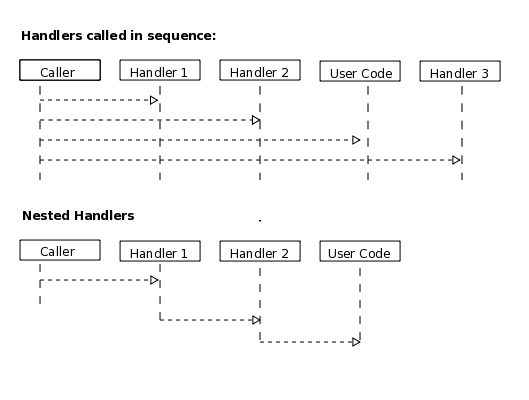 Handlers called in sequence:
Caller Handler 1 Handler 2 User Code Handler 3
Nested Handlers
Caller Handler 1 Handler 2 User Code